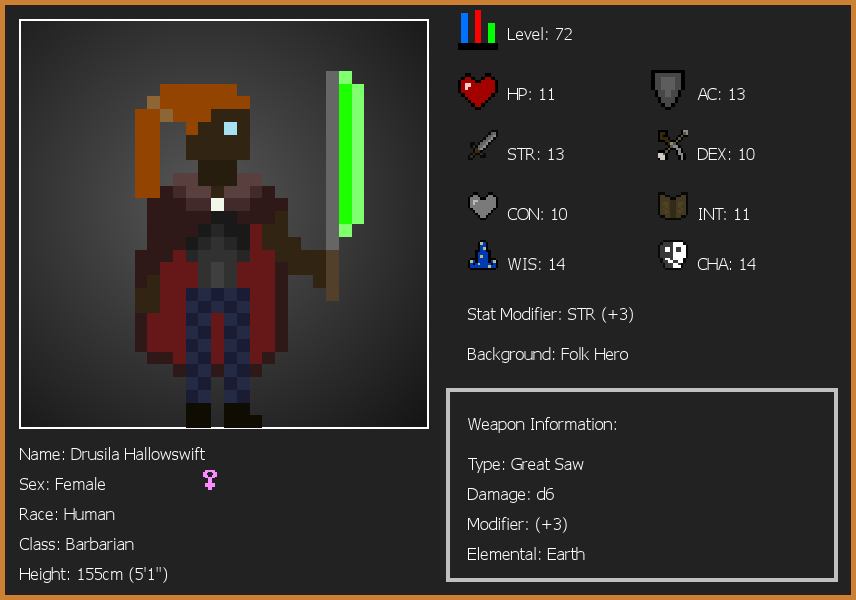 Level: 72
HP: 11
AC: 13
STR: 13
DEX: 10
CON: 10
INT: 11
WIS: 14
CHA: 14
Stat Modifier: STR (+3)
Background: Folk Hero
Weapon Information:
Type: Great Saw
Damage: d6
Modifier: (+3)
Elemental: Earth
Name: Drusila Hallowswift
Sex: Female
Race: Human
Class: Barbarian
Height: 155cm (5'1")